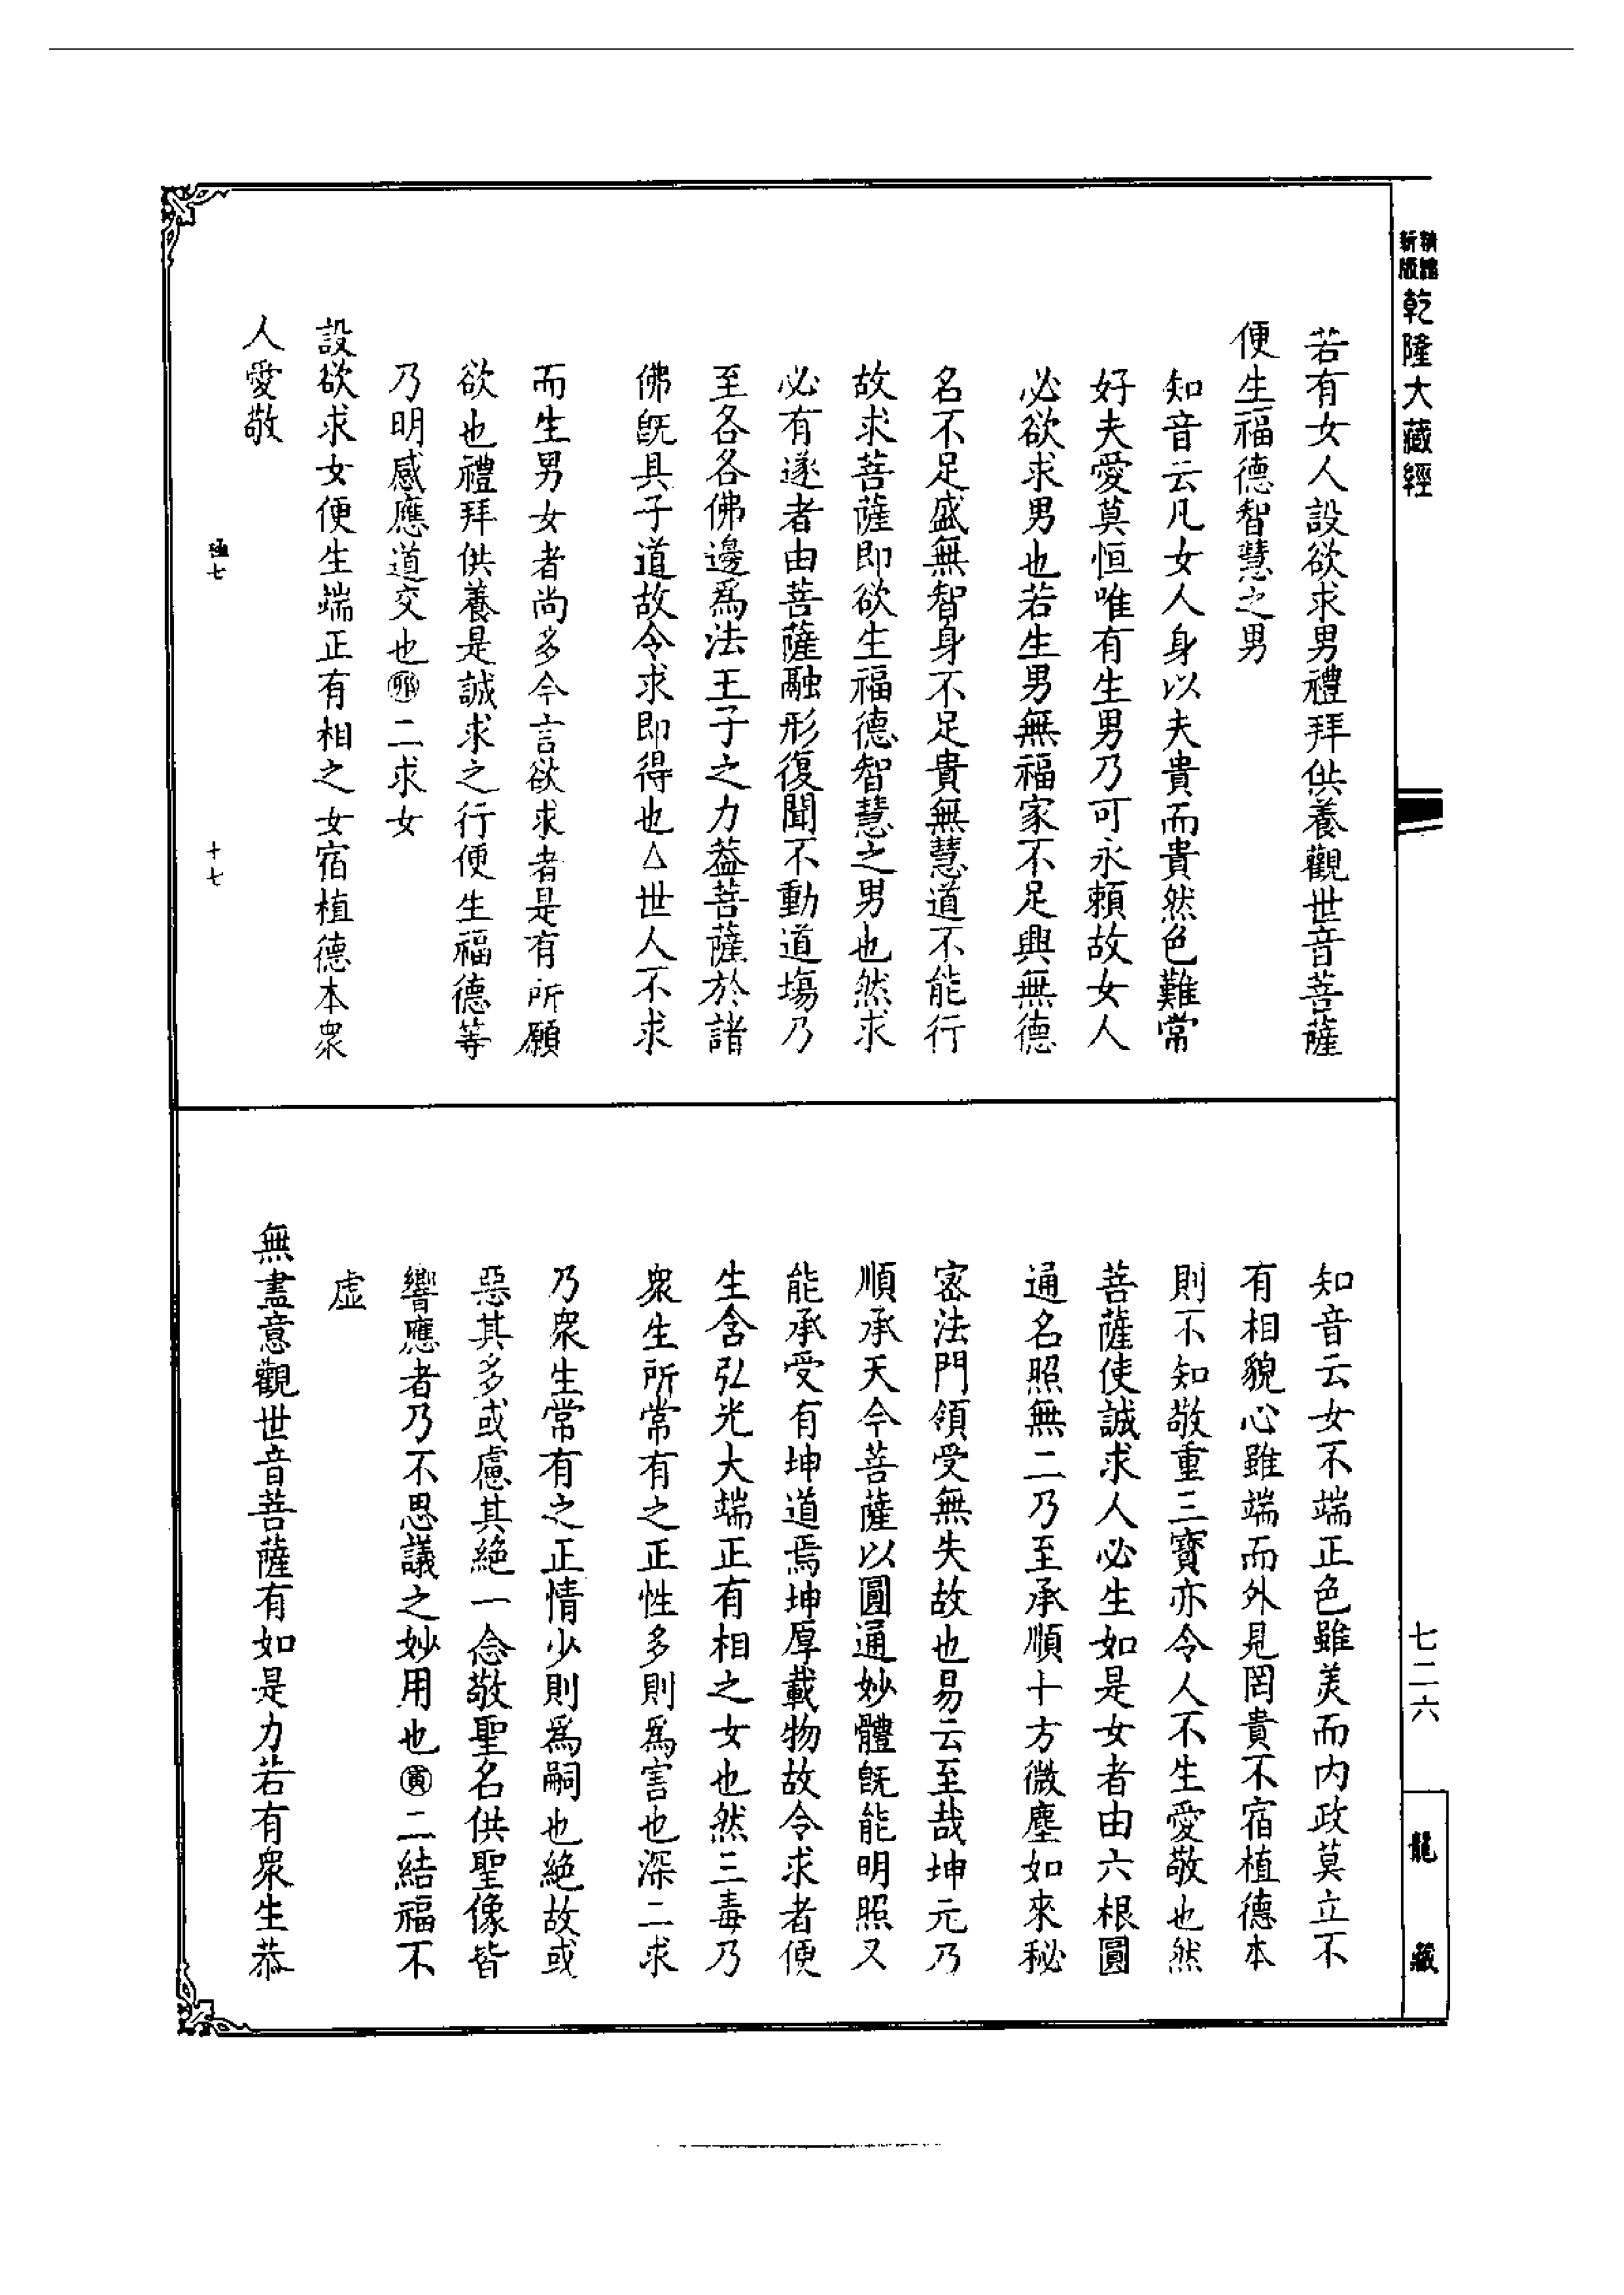 精編
新版
乾隆大藏經
若有女人設欲求男禮拜供養觀世音菩薩
便生福德智慧之男
知音云凡女人身以夫貴而貴然色難常
好夫愛莫恒唯有生男乃可永賴故女人
必欲求男也若生男無福家不足興無德
名不足盛無智身不足貴無慧道不能行
故求菩薩即欲生福德智慧之男也然求
必有遂者由菩薩融形復聞不動道塲乃
至各各佛邊爲法王子之力葢菩薩於諸
佛旣具子道故令求即得也△世人不求
而生男女者尚多今言欲求者是有所願
欲也禮拜供養是誠求之行便生福德等
乃明感應道交也㊞二求女
設欲求女便生端正有相之女宿植德本衆
人愛敬
十七
知音云女不端正色雖美而内政莫立不
有相貌心雖端而外見罔貴不宿植德本
則不知敬重三寳亦令人不生愛敬也然
菩薩使誠求人必生如是女者由六根圓
通名照無二乃至承順十方微塵如來秘
密法門領受無失故也易云至哉坤元乃
順承天今菩薩以圓通妙體旣能明照又
能承受有坤道焉坤厚載物故令求者便
生含弘光大端正有相之女也然三毒乃
衆生所常有之正性多則爲害也深二求
乃衆生常有之正情少則爲嗣也絶故或
惡其多或慮其絶一念敬聖名供聖像皆
響應者乃不思議之妙用也寅二結福不
虛
無盡意觀世音菩薩有如是力若有衆生恭
七二六
龍藏